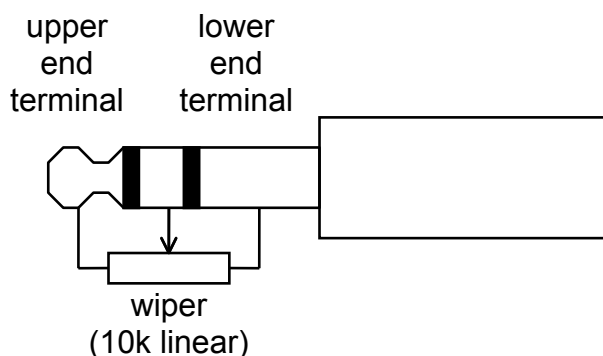 upper
end
terminal
lower
end
terminal
wiper
(10k linear)